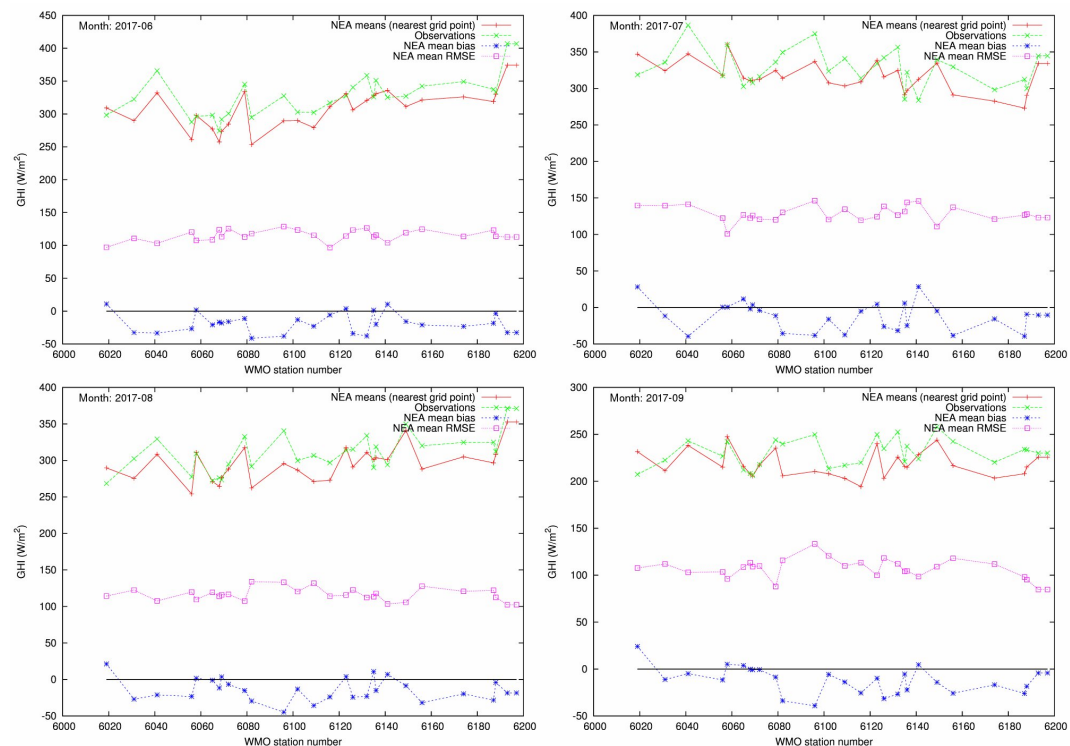 Month: 2017-06
NEA means (nearest grid point)
Observations
NEA mean bias
NEA mean RMSE
GHI (W/m²)
450
400
350
300
250
200
150
100
50
0
-50
6000 6020 6040 6060 6080 6100 6120 6140 6160 6180 6200
WMO station number
Month: 2017-07
NEA means (nearest grid point)
Observations
NEA mean bias
NEA mean RMSE
GHI (W/m²)
400
350
300
250
200
150
100
50
0
-50
6000 6020 6040 6060 6080 6100 6120 6140 6160 6180 6200
WMO station number
Month: 2017-08
NEA means (nearest grid point)
Observations
NEA mean bias
NEA mean RMSE
GHI (W/m²)
400
350
300
250
200
150
100
50
0
-50
6000 6020 6040 6060 6080 6100 6120 6140 6160 6180 6200
WMO station number
Month: 2017-09
NEA means (nearest grid point)
Observations
NEA mean bias
NEA mean RMSE
GHI (W/m²)
300
250
200
150
100
50
0
-50
6000 6020 6040 6060 6080 6100 6120 6140 6160 6180 6200
WMO station number